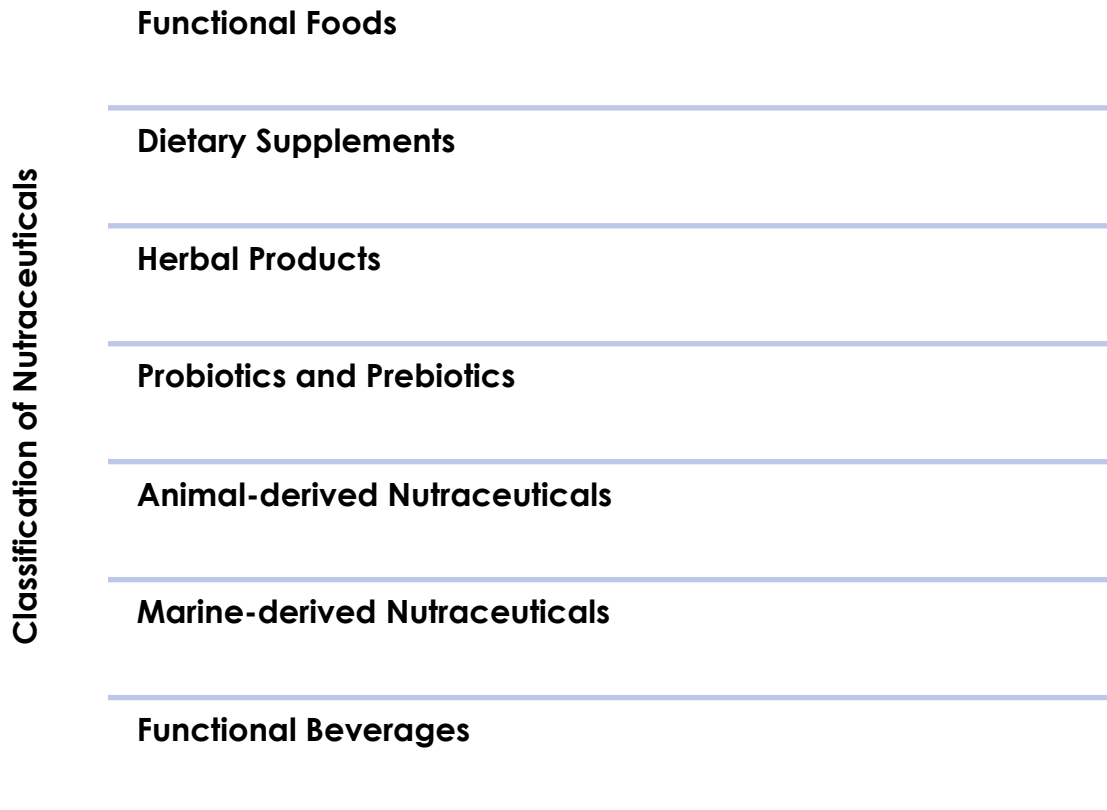 Classification of Nutraceuticals
Functional Foods
Dietary Supplements
Herbal Products
Probiotics and Prebiotics
Animal-derived Nutraceuticals
Marine-derived Nutraceuticals
Functional Beverages